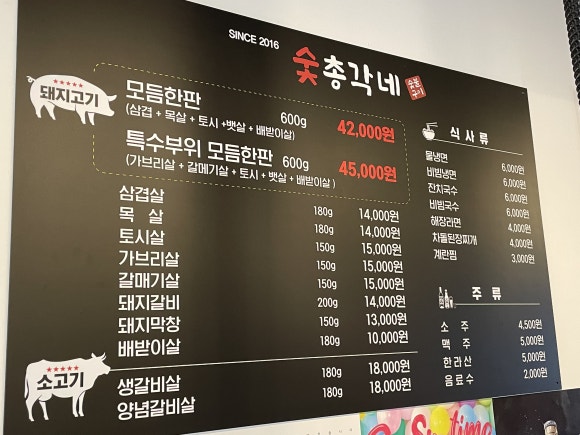 SINCE 2016
숯총각네
숯불구이
돼지고기
모듬한판 600g 42,000원
(삼겹 + 목살 + 토시 +뱃살 + 배받이살)
특수부위 모듬한판 600g 45,000원
(가브리살 + 갈메기살 + 토시 + 뱃살 + 배받이살 )
삼겹살 180g 14,000원
목 살 180g 14,000원
토시살 150g 15,000원
가브리살 150g 15,000원
갈매기살 150g 15,000원
돼지갈비 200g 14,000원
돼지막창 150g 13,000원
배받이살 180g 10,000원
소고기
생갈비살 180g 18,000원
양념갈비살 180g 18,000원
식 사 류
물냉면 6,000원
비빔냉면 6,000원
잔치국수 6,000원
비빔국수 6,000원
해장라면 4,000원
차돌된장찌개 4,000원
계란찜 3,000원
주 류
소 주 4,500원
맥 주 5,000원
한라산 5,000원
음료수 2,000원